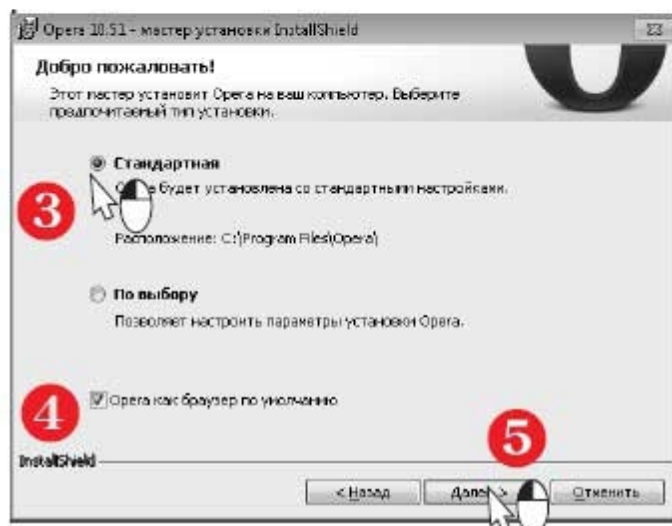 Opera 10.51 - мастер установки InstallShield
Добро пожаловать!
Этот мастер установит Opera на ваш компьютер. Выберите
предпочитаемый тип установки.
Стандартная
будет установлена со стандартными настройками.
3
Расположение: C:\Program Files\Opera\
По выбору
Позволяет настроить параметры установки Opera.
4
Opera как браузер по умолчанию
5
InstallShield
< Назад Далее > Отменить